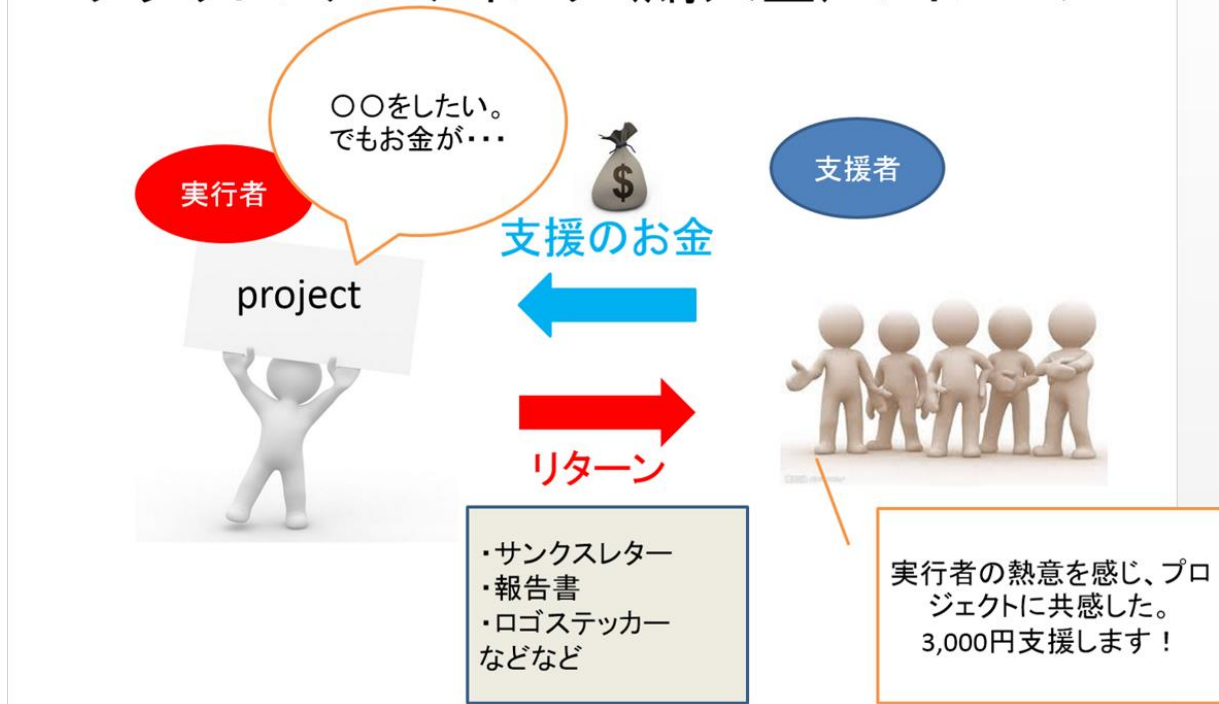 〇〇をしたい。
でもお金が・・・
実行者
支援者
$
支援のお金
project
リターン
・サンクスレター
・報告書
・ロゴステッカー
などなど
実行者の熱意を感じ、プロ
ジェクトに共感した。
3,000円支援します！